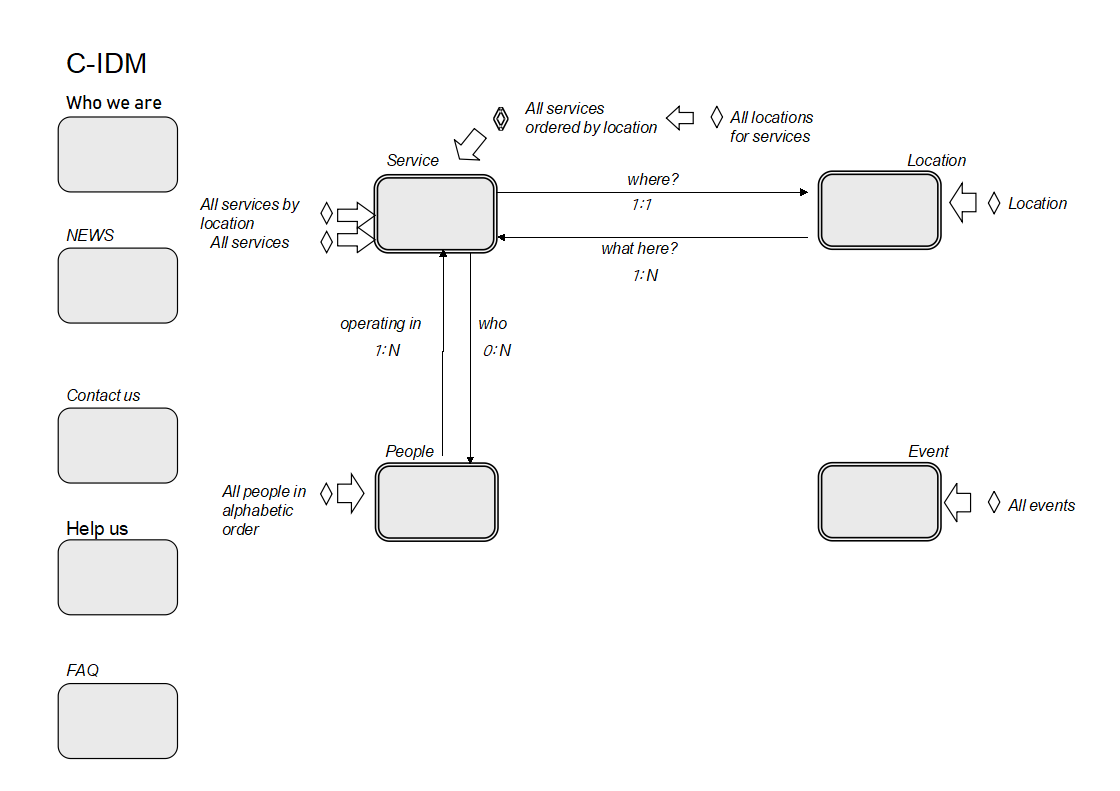 C-IDM
Who we are
NEWS
Contact us
Help us
FAQ
All services
ordered by location
All locations
for services
Service
Location
where?
1:1
what here?
1:N
All services by
location
All services
Location
operating in
1:N
who
0:N
People
Event
All people in
alphabetic
order
All events